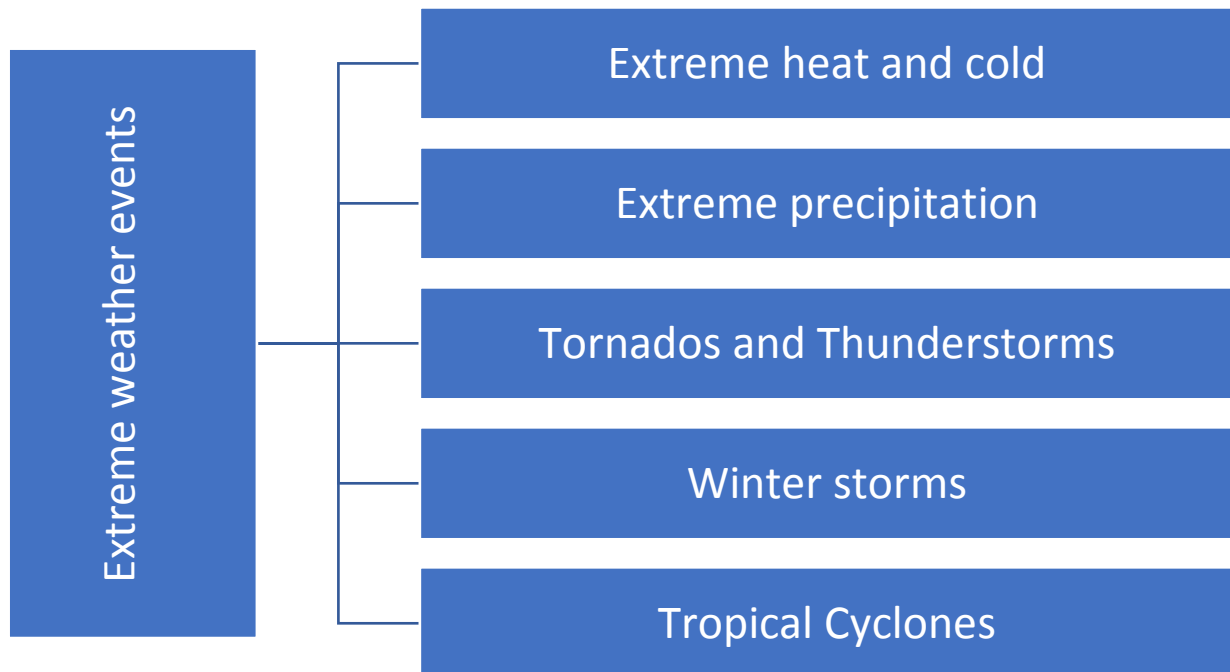 Extreme weather events
Extreme heat and cold
Extreme precipitation
Tornados and Thunderstorms
Winter storms
Tropical Cyclones